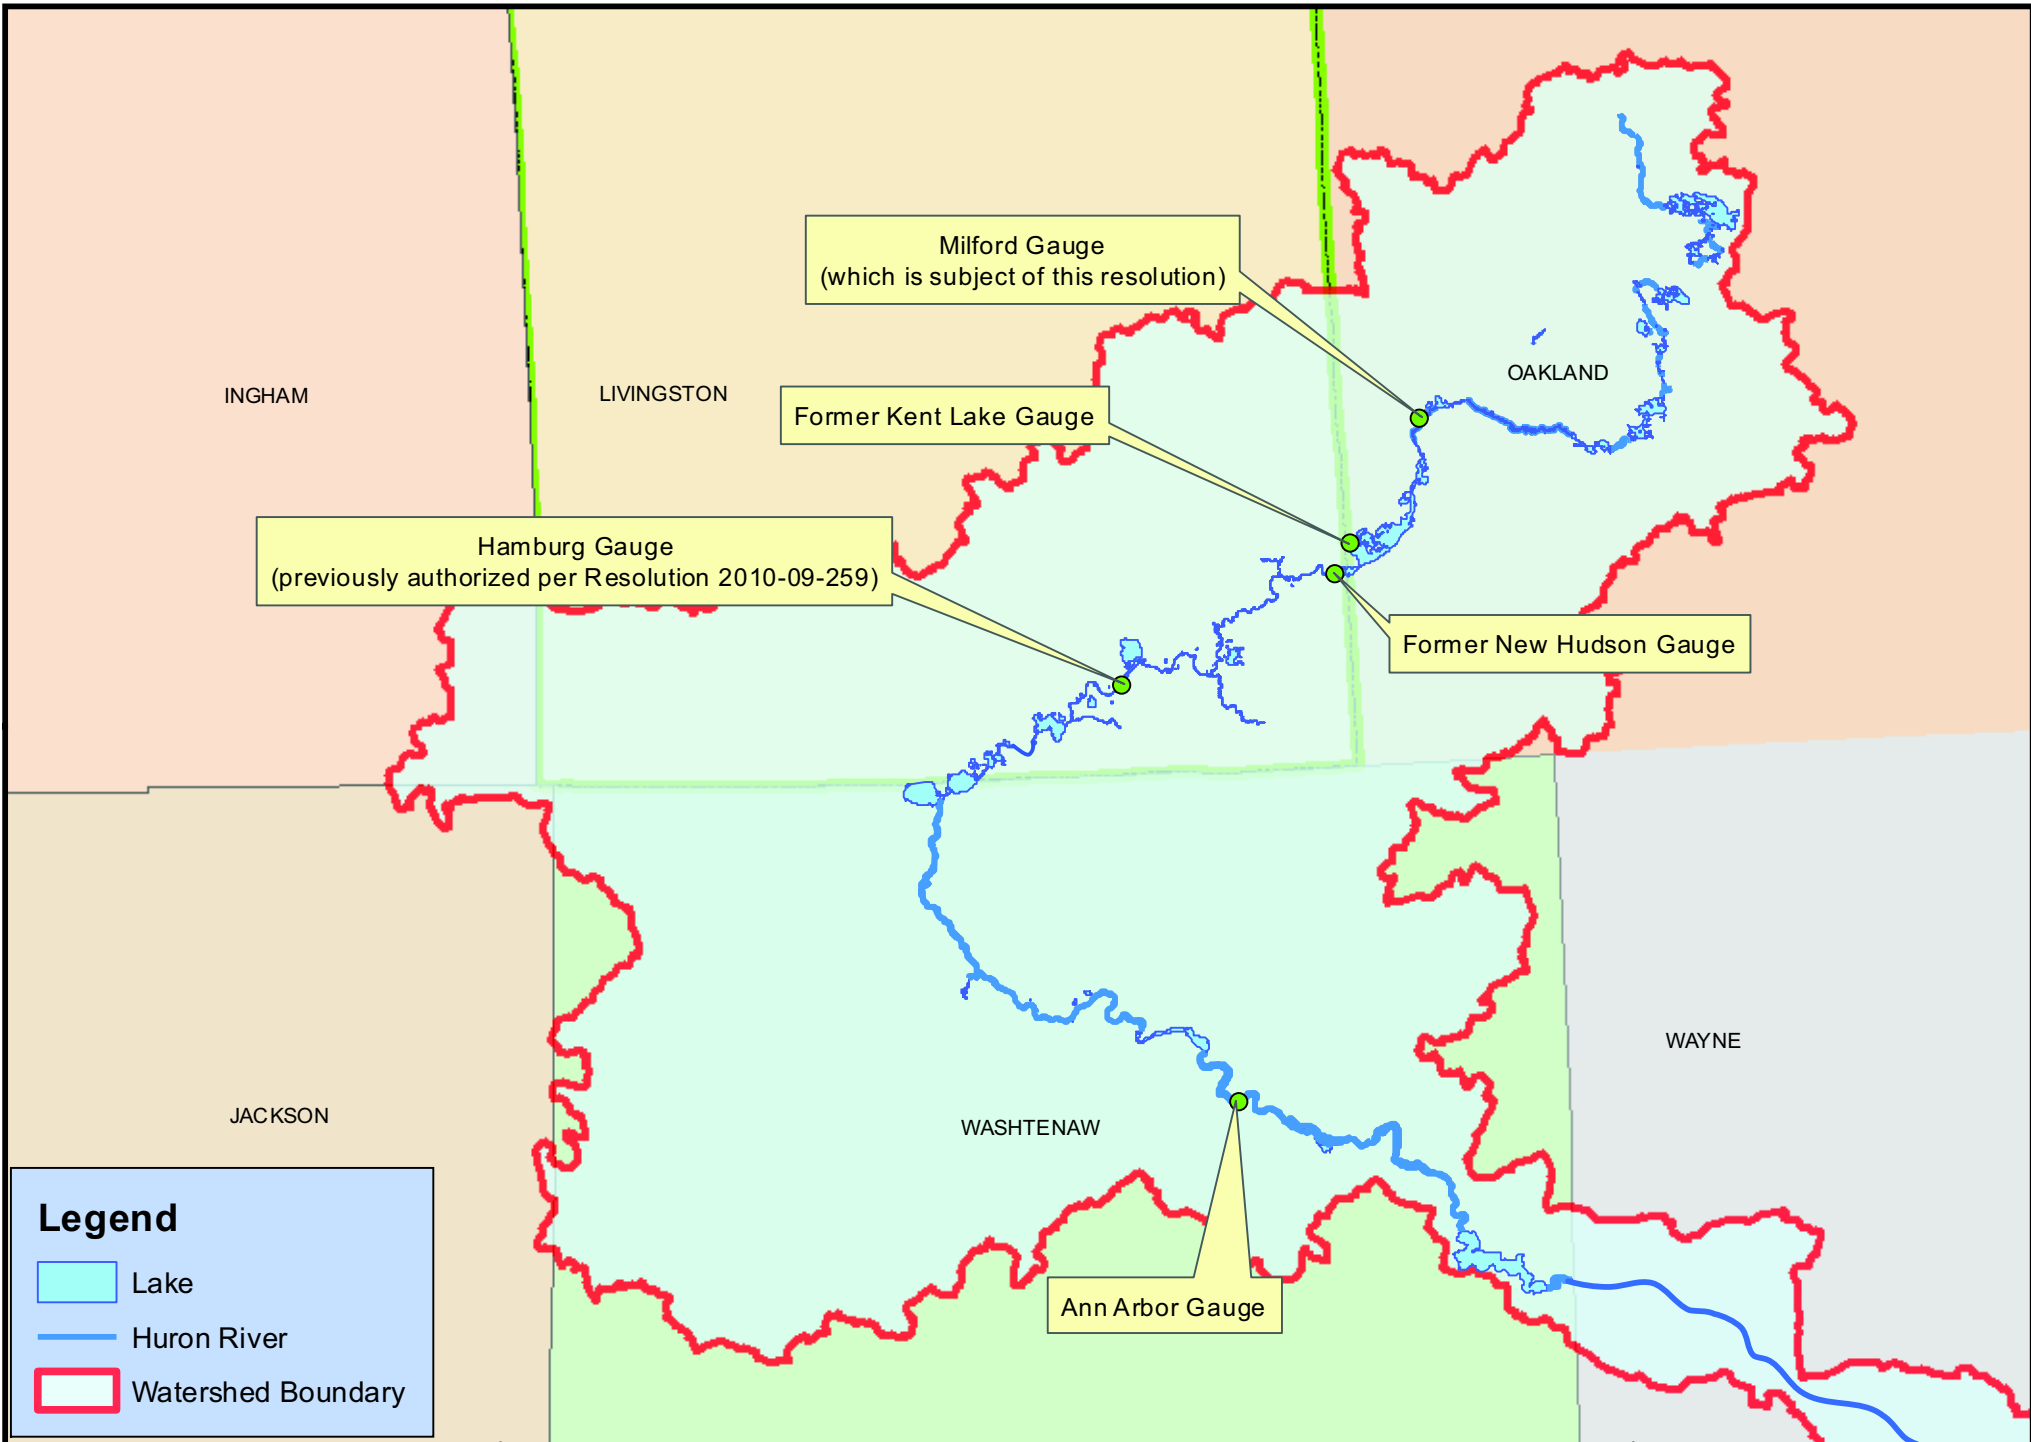 Milford Gauge
(which is subject of this resolution)
OAKLAND
INGHAM
LIVINGSTON
Former Kent Lake Gauge
Hamburg Gauge
(previously authorized per Resolution 2010-09-259)
Former New Hudson Gauge
WAYNE
JACKSON
WASHTENAW
Ann Arbor Gauge
Legend
Lake
Huron River
Watershed Boundary